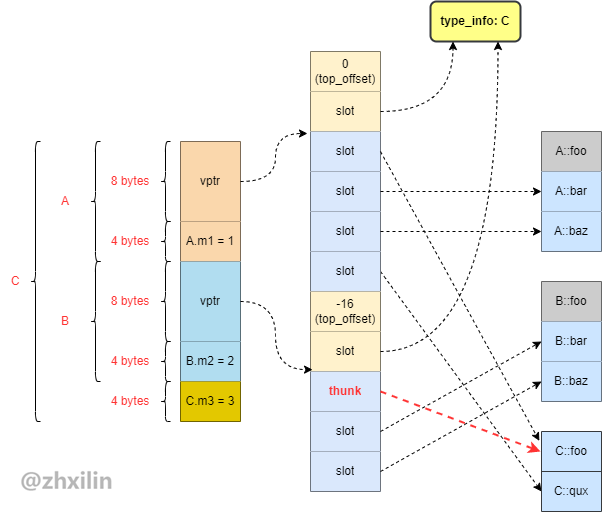 type_info: C
0
(top_offset)
slot
slot
slot
slot
slot
-16
(top_offset)
slot
thunk
slot
slot
C
A
B
8 bytes
4 bytes
8 bytes
4 bytes
4 bytes
vptr
A.m1 = 1
vptr
B.m2 = 2
C.m3 = 3
A::foo
A::bar
A::baz
B::foo
B::bar
B::baz
C::foo
C::qux
@zhxilin